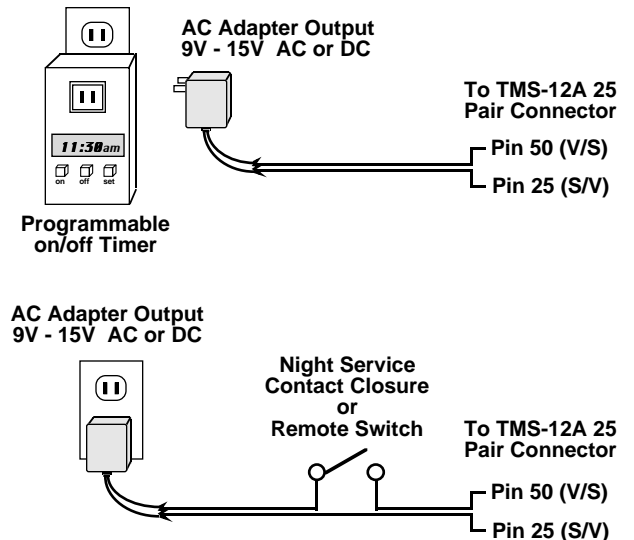 AC Adapter Output
9V - 15V AC or DC
To TMS-12A 25
Pair Connector
Pin 50 (V/S)
Pin 25 (S/V)
11:30am
on off set
Programmable
on/off Timer
AC Adapter Output
9V - 15V AC or DC
Night Service
Contact Closure
or
Remote Switch
To TMS-12A 25
Pair Connector
Pin 50 (V/S)
Pin 25 (S/V)